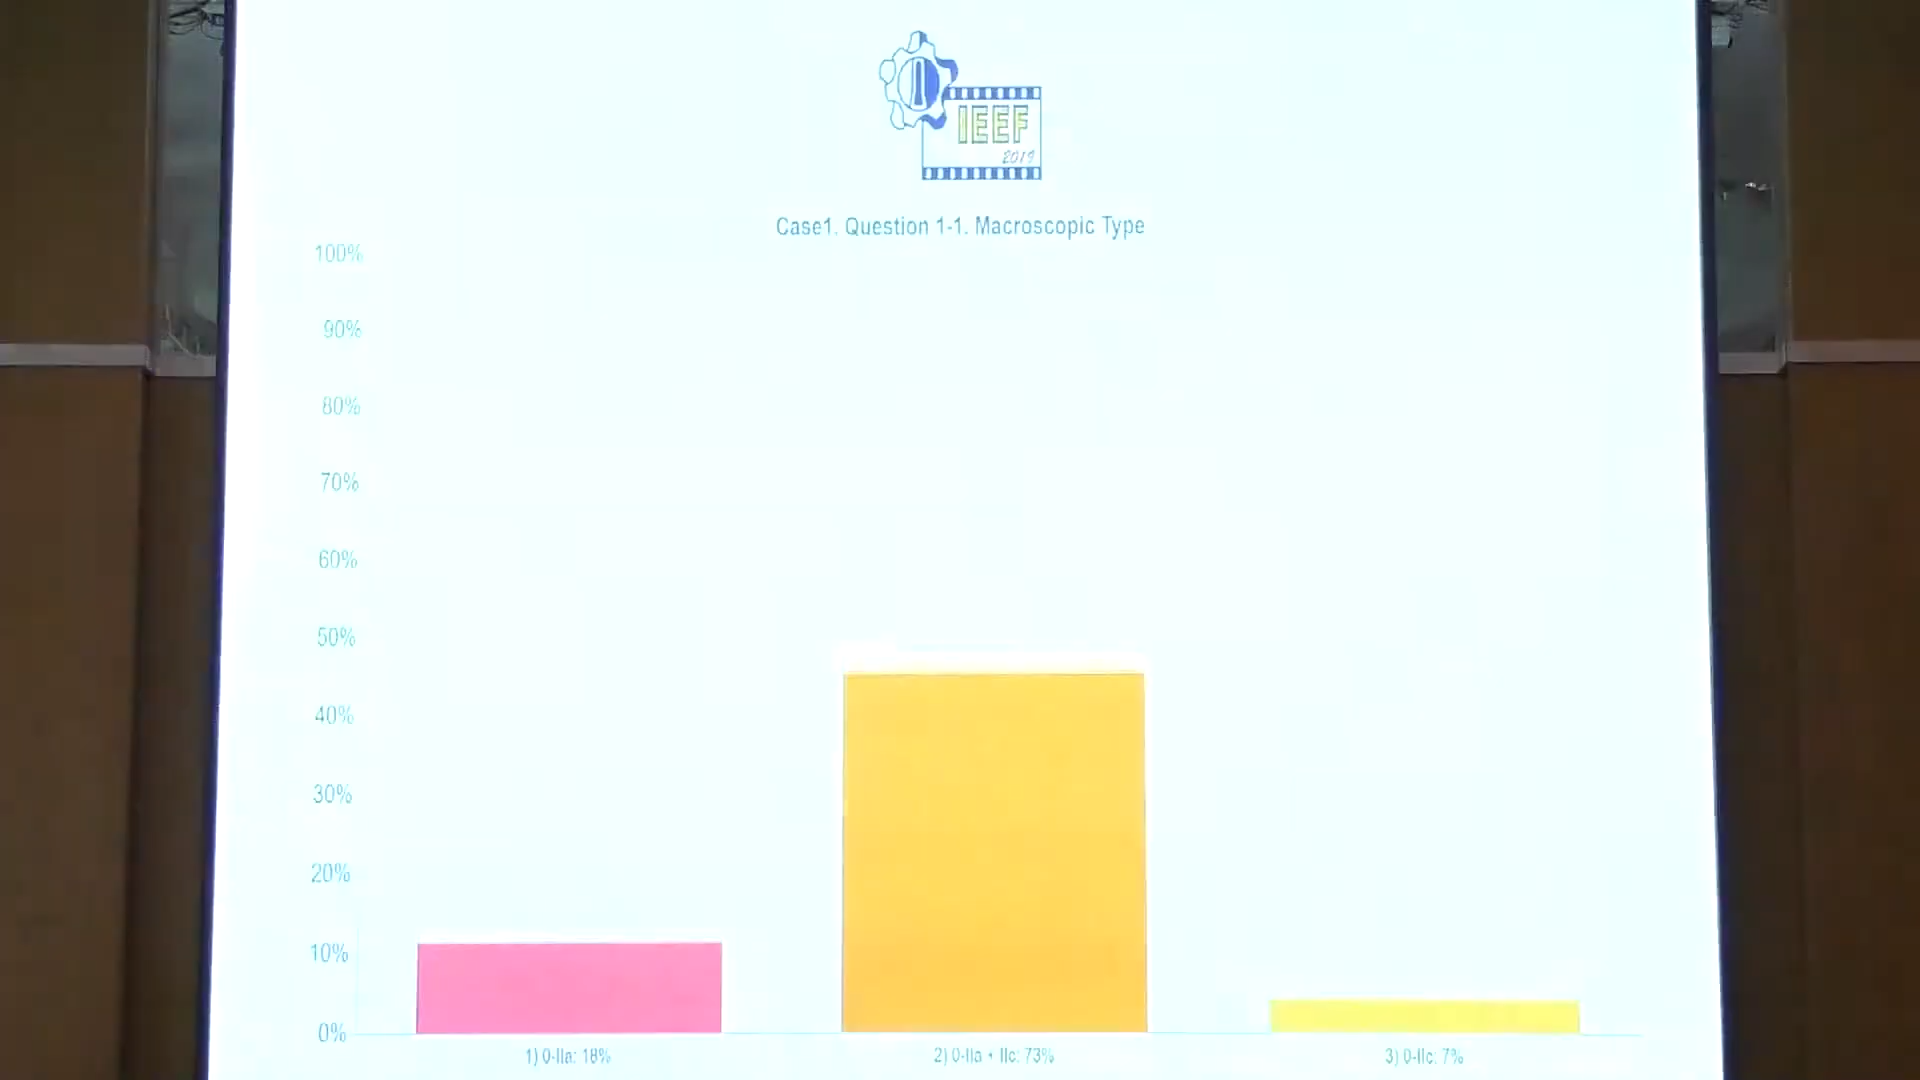 IEEF
2019
Case1. Question 1-1. Macroscopic Type
100%
90%
80%
70%
60%
50%
40%
30%
20%
10%
0%
1) 0-IIa: 18%
2) 0-IIa + IIc: 73%
3) 0-IIc: 7%